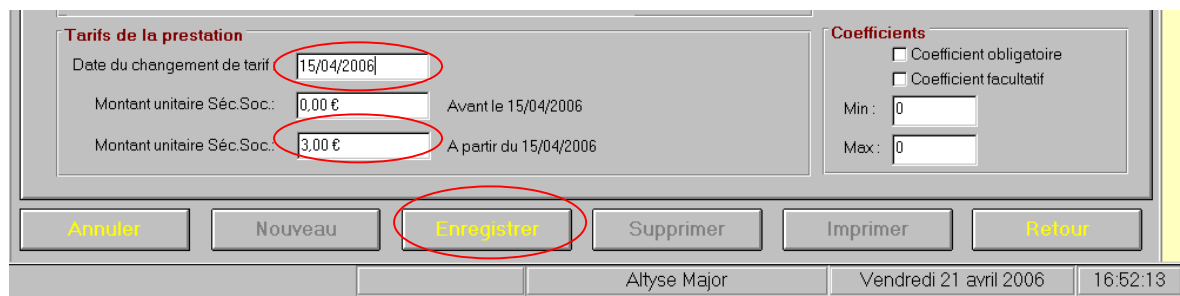 Tarifs de la prestation
Date du changement de tarif : 15/04/2006
Montant unitaire Séc.Soc.: 0,00 € Avant le 15/04/2006
Montant unitaire Séc.Soc.: 3,00 € A partir du 15/04/2006
Coefficients
Coefficient obligatoire
Coefficient facultatif
Min : 0
Max : 0
Annuler Nouveau Enregistrer Supprimer Imprimer Retour
Altyse Major Vendredi 21 avril 2006 16:52:13